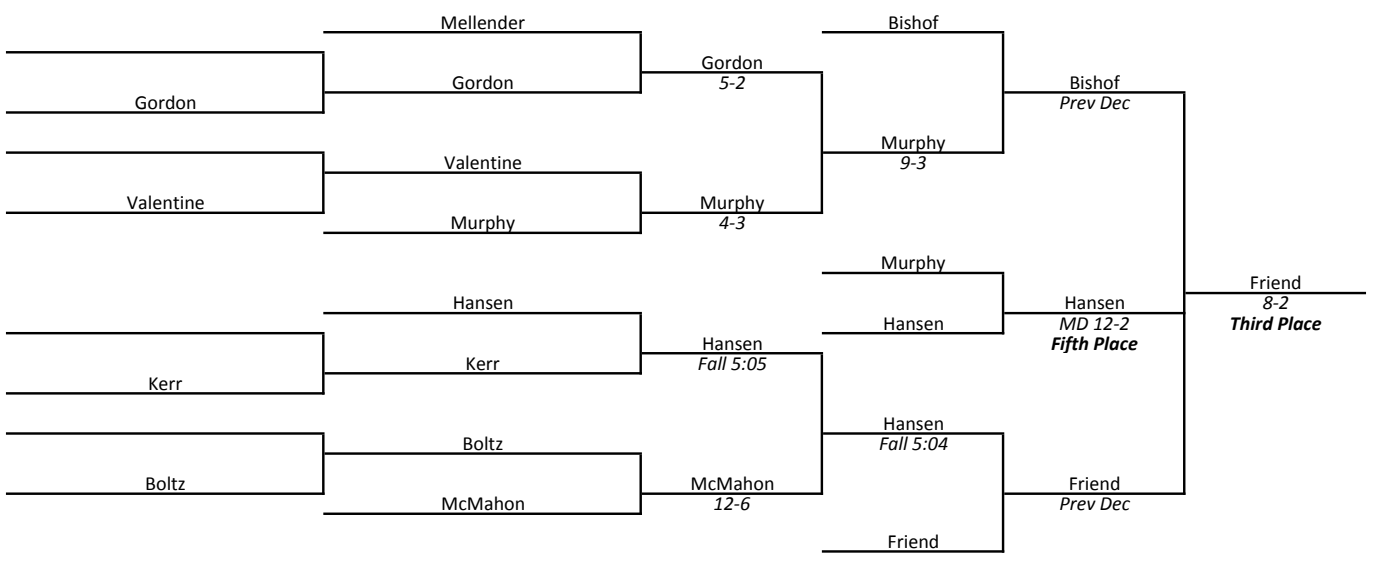 Mellender
Bishof
Gordon
5-2
Gordon
Bishof
Prev Dec
Gordon
Murphy
9-3
Valentine
Valentine
Murphy
4-3
Murphy
Murphy
Hansen
Hansen
MD 12-2
Fifth Place
Friend
8-2
Third Place
Hansen
Hansen
Fall 5:05
Kerr
Kerr
Hansen
Fall 5:04
Boltz
Boltz
McMahon
12-6
Friend
Prev Dec
McMahon
Friend